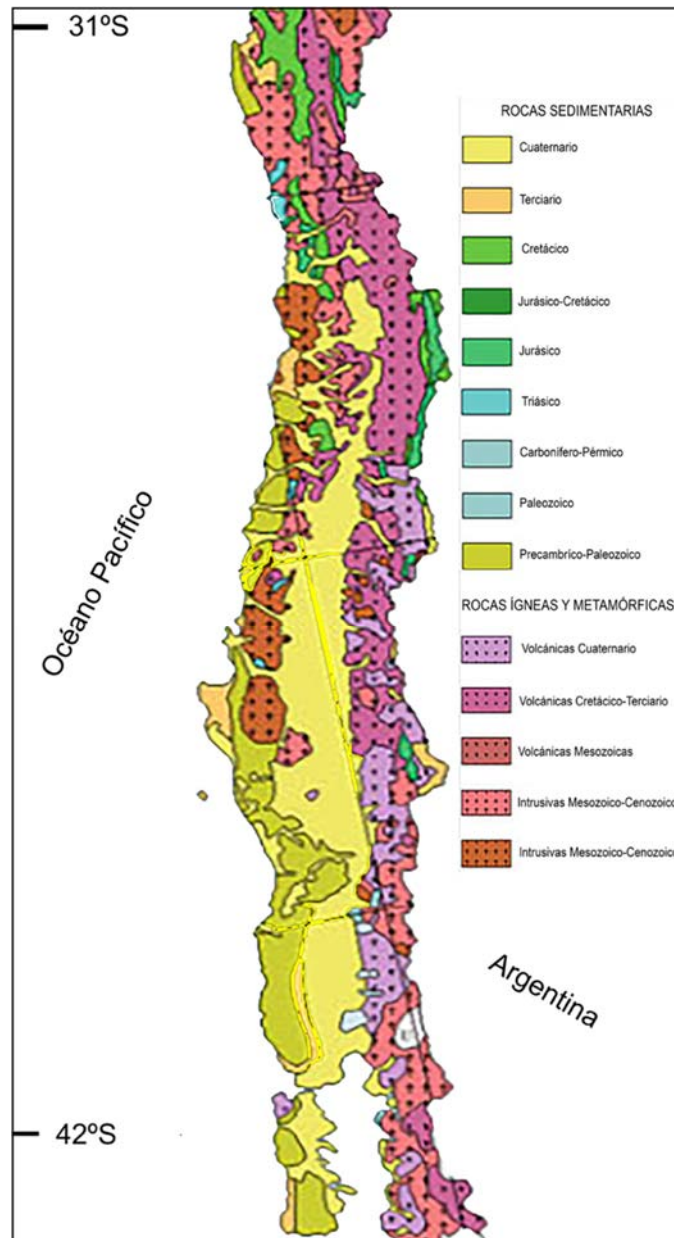 31ºS
ROCAS SEDIMENTARIAS
Cuaternario
Terciario
Cretácico
Jurásico-Cretácico
Jurásico
Triásico
Carbonífero-Pérmico
Paleozoico
Precambrico-Paleozoico
ROCAS ÍGNEAS Y METAMÓRFICAS
Volcánicas Cuaternario
Volcánicas Cretácico-Terciario
Volcánicas Mesozoicas
Intrusivas Mesozoico-Cenozoico
Intrusivas Mesozoico-Cenozoico
Océano Pacífico
Argentina
42ºS